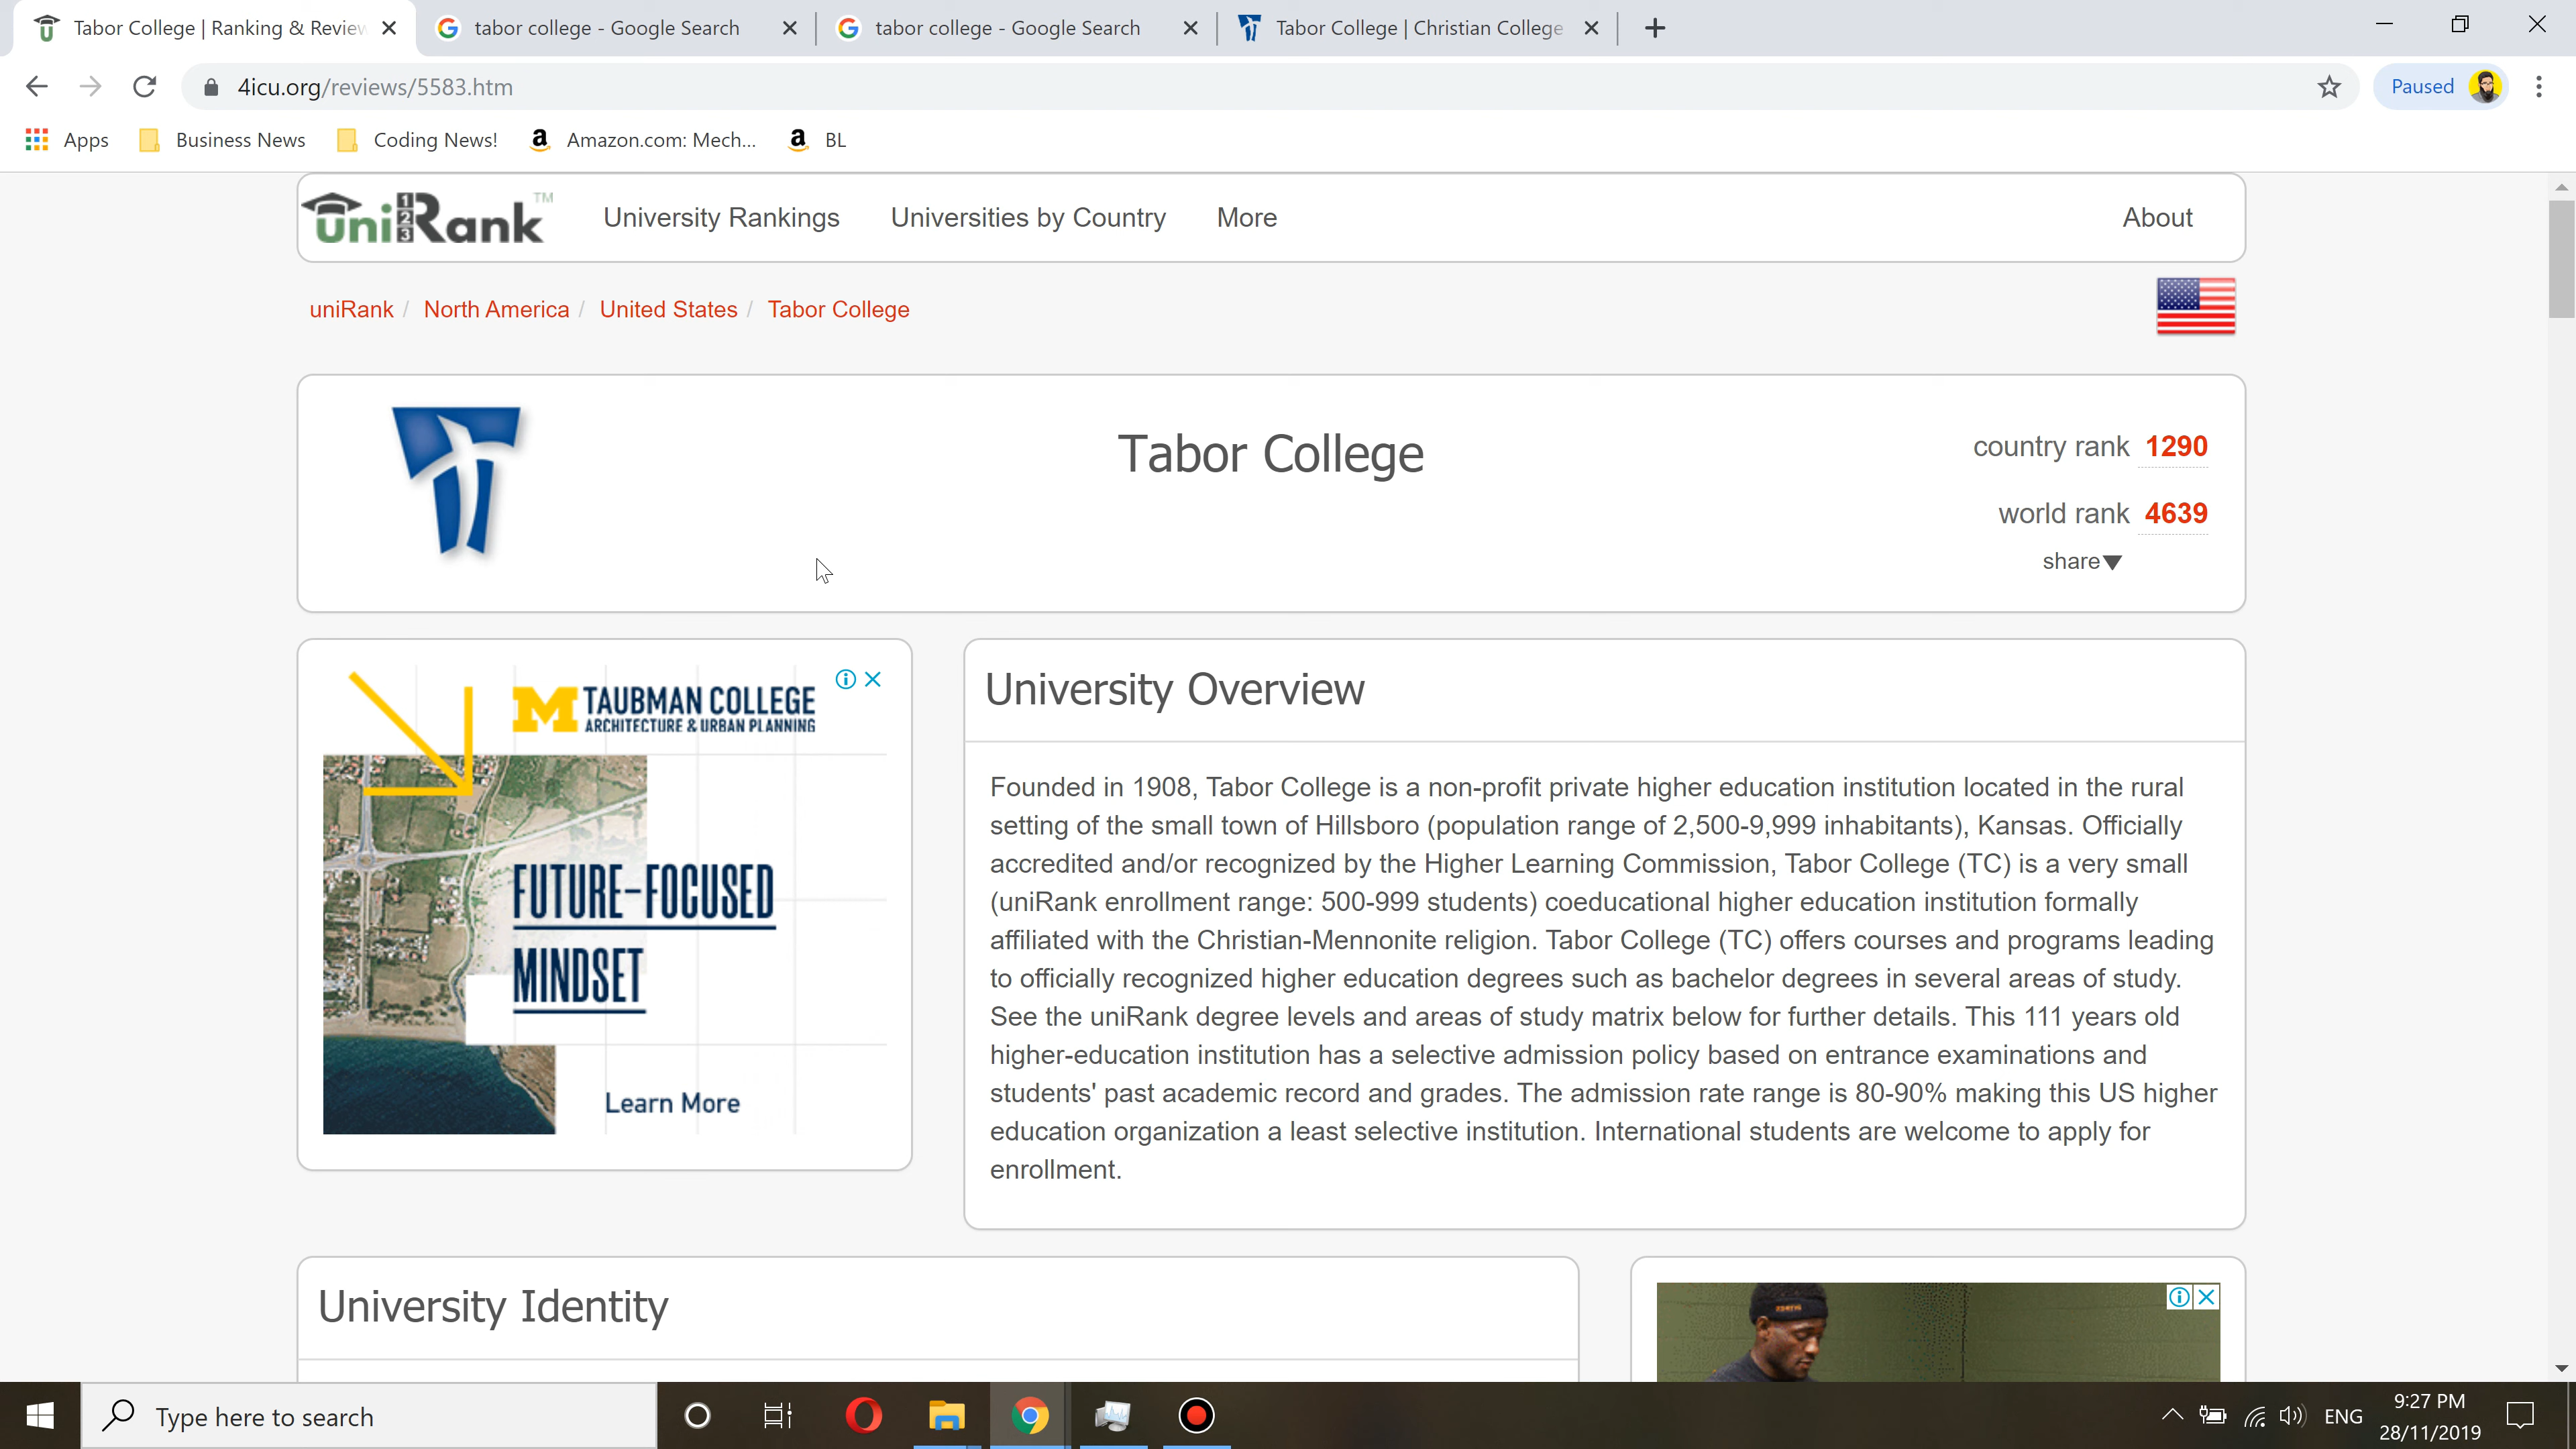 Tabor College | Ranking & Review
tabor college - Google Search
tabor college - Google Search
Tabor College | Christian College
4icu.org/reviews/5583.htm
Paused
Apps
Business News
Coding News!
Amazon.com: Mech...
BL
uni123Rank™
University Rankings
Universities by Country
More
About
uniRank / North America / United States / Tabor College
Tabor College
country rank 1290
world rank 4639
share▼
M TAUBMAN COLLEGE
ARCHITECTURE & URBAN PLANNING
FUTURE-FOCUSED
MINDSET
Learn More
University Overview
Founded in 1908, Tabor College is a non-profit private higher education institution located in the rural
setting of the small town of Hillsboro (population range of 2,500-9,999 inhabitants), Kansas. Officially
accredited and/or recognized by the Higher Learning Commission, Tabor College (TC) is a very small
(uniRank enrollment range: 500-999 students) coeducational higher education institution formally
affiliated with the Christian-Mennonite religion. Tabor College (TC) offers courses and programs leading
to officially recognized higher education degrees such as bachelor degrees in several areas of study.
See the uniRank degree levels and areas of study matrix below for further details. This 111 years old
higher-education institution has a selective admission policy based on entrance examinations and
students' past academic record and grades. The admission rate range is 80-90% making this US higher
education organization a least selective institution. International students are welcome to apply for
enrollment.
University Identity
Type here to search
ENG
9:27 PM
28/11/2019